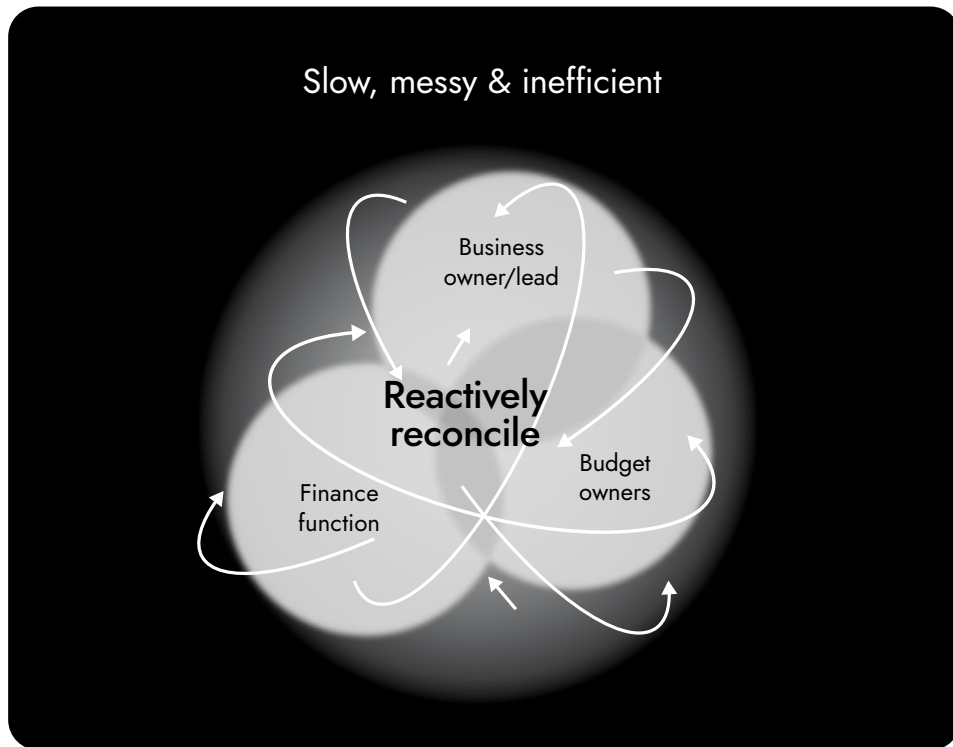 Slow, messy & inefficient
Business
owner/lead
Reactively
reconcile
Budget
owners
Finance
function